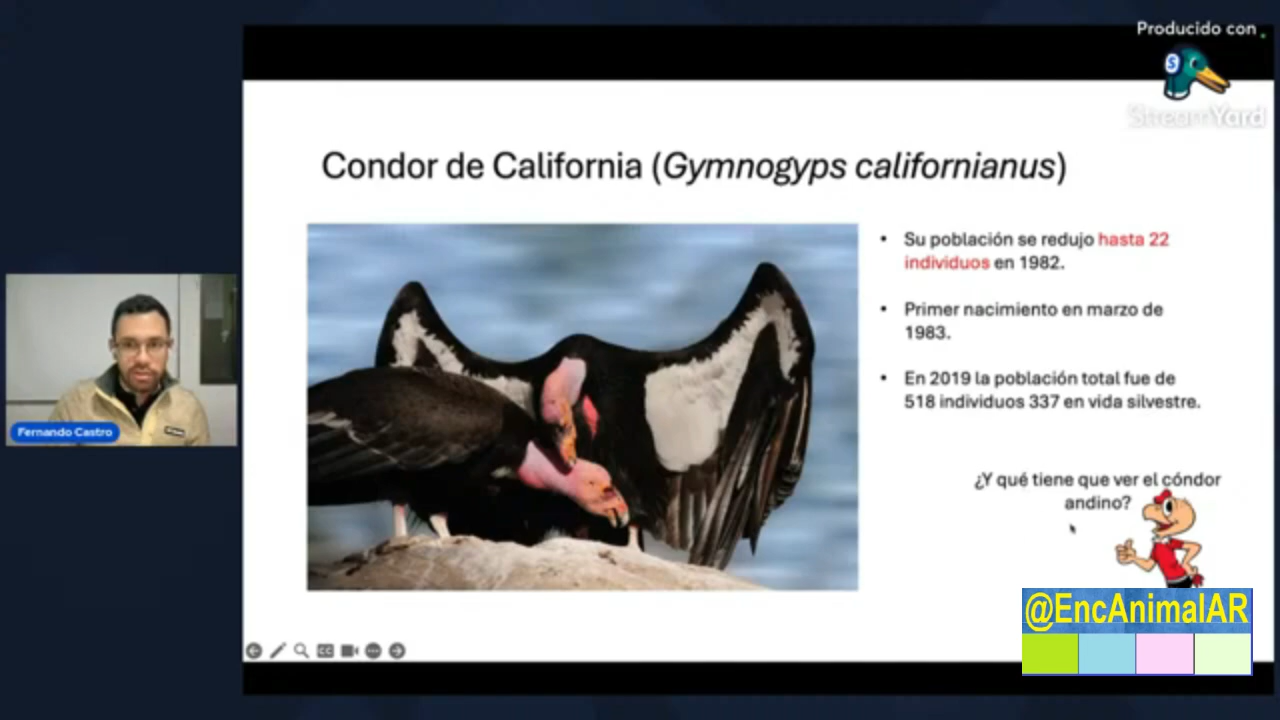 Producido con
StreamYard
Condor de California (Gymnogyps californianus)
• Su población se redujo hasta 22
individuos en 1982.
• Primer nacimiento en marzo de
1983.
• En 2019 la población total fue de
518 individuos 337 en vida silvestre.
Fernando Castro
¿Y qué tiene que ver el cóndor
andino?
@EncAnimalAR